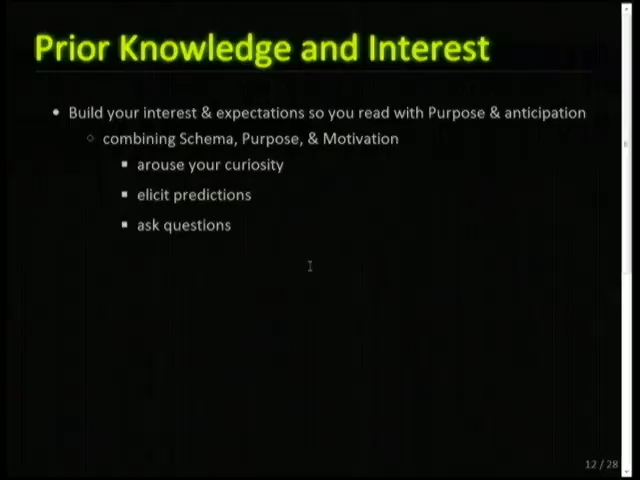 Prior Knowledge and Interest
• Build your interest & expectations so you read with Purpose & anticipation
◇ combining Schema, Purpose, & Motivation
▪ arouse your curiosity
▪ elicit predictions
▪ ask questions
12 / 28